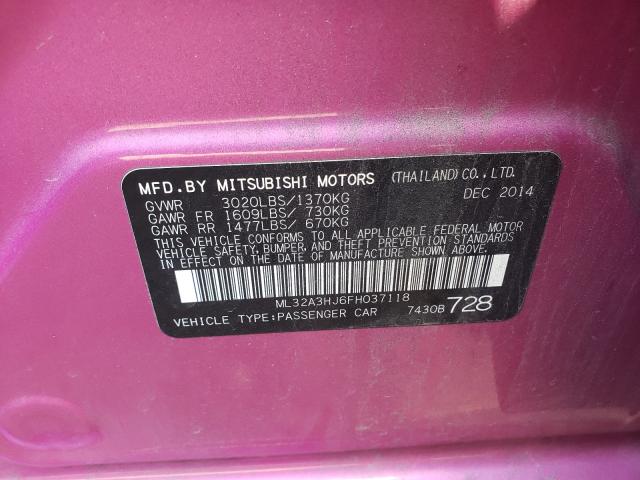 MFD.BY MITSUBISHI MOTORS (THAILAND)CO.,LTD.
DEC 2014
GVWR 3020LBS/1370KG
GAWR FR 1609LBS/ 730KG
GAWR RR 1477LBS/ 670KG
THIS VEHICLE CONFORMS TO ALL APPLICABLE FEDERAL MOTOR
VEHICLE SAFETY, BUMPER, AND THEFT PREVENTION STANDARDS
IN EFFECT ON THE DATE OF MANUFACTURE SHOWN ABOVE.
ML32A3HJ6FH037118
VEHICLE TYPE:PASSENGER CAR 7430B 728